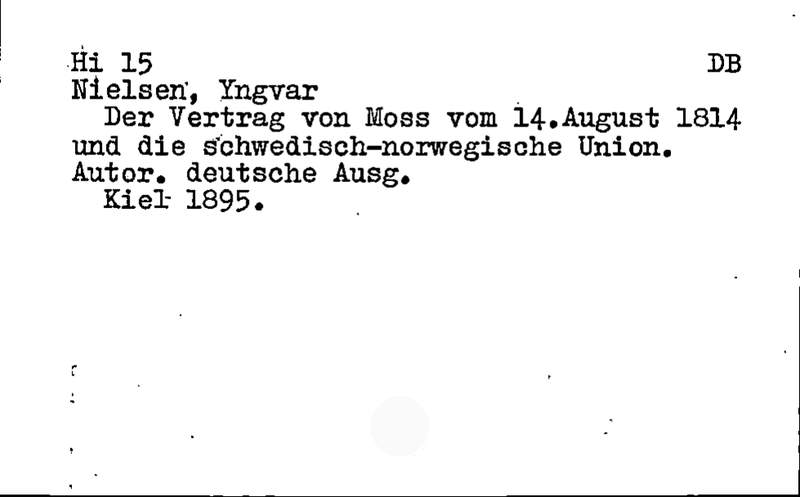 Hi 15 DB
Nielsen, Yngvar
Der Vertrag von Moss vom 14.August 1814
und die schwedisch-norwegische Union.
Autor. deutsche Ausg.
Kiel 1895.